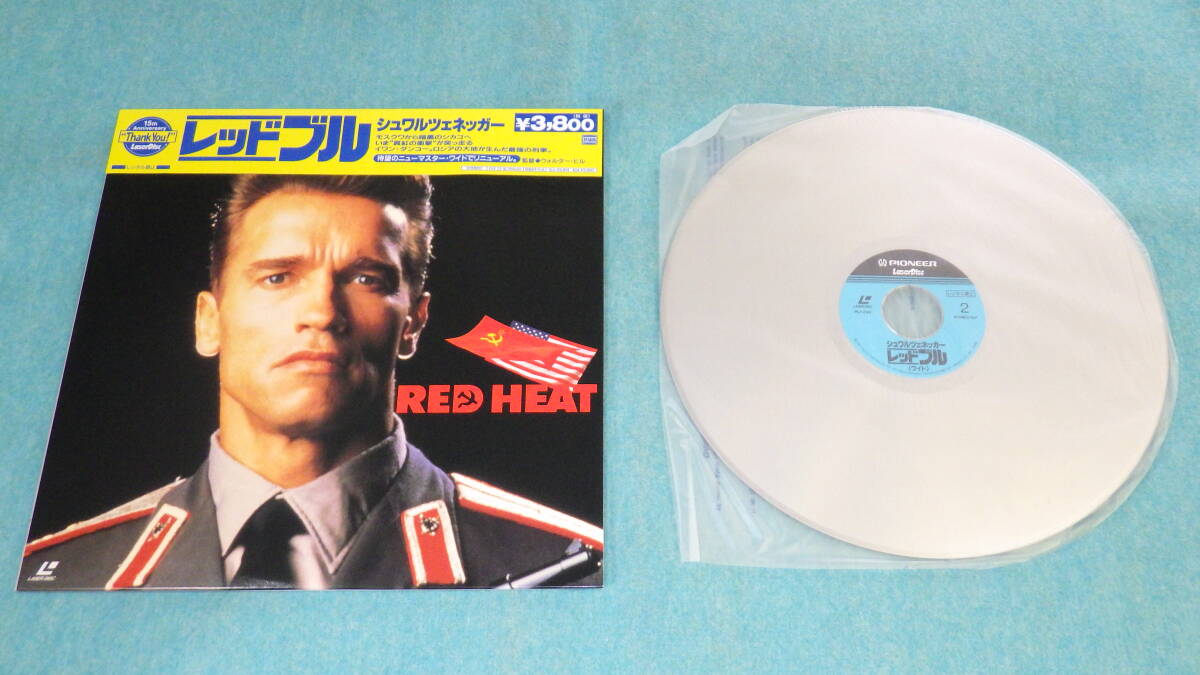 15th
Anniversary
"Thank You!"
LaserDisc
レッドブル
シュワルツェネッガー
¥3,800
モスクワから暗黒のシカゴへ
いま"真紅の衝撃"が突っ走る
イワン・ダンコー。ロシアの大地が生んだ最強の刑事。
待望のニューマスター・ワイドでリニューアル。
監督◆ウォルター・ヒル
RED HEAT
LASER DISC
PIONEER
LaserDisc
2
シュワルツェネッガー
レッドブル
(ワイド)